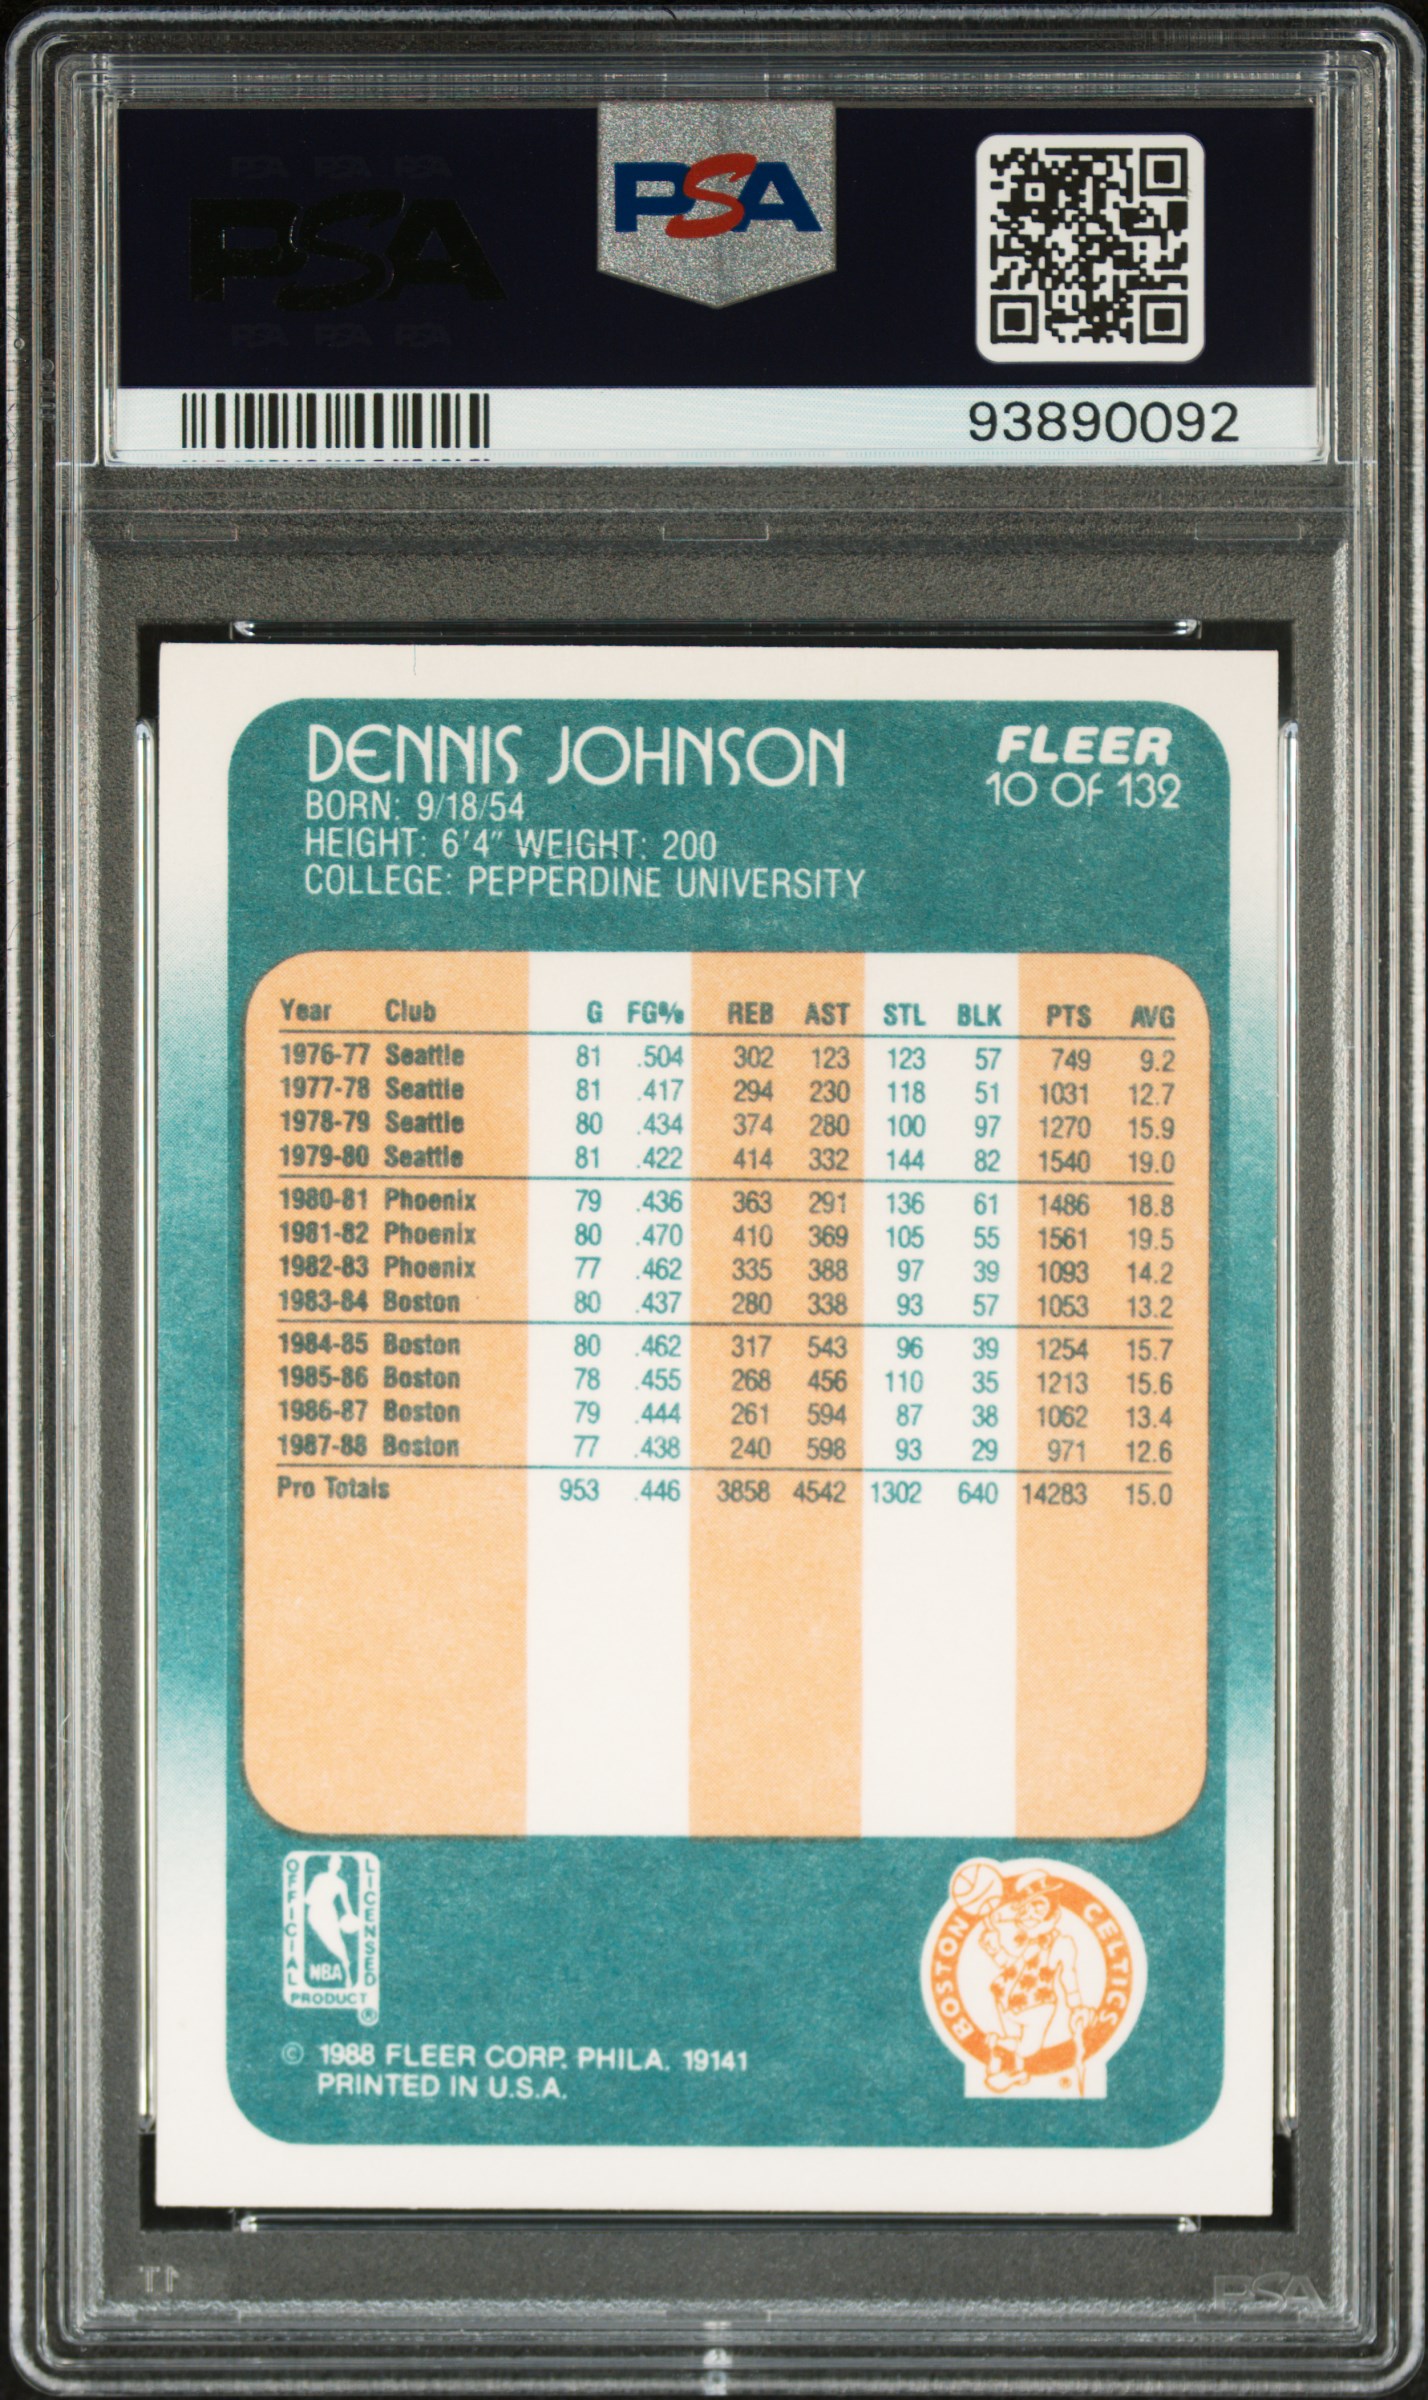 PSA PSA PSA
PSA
PSA PSA PSA
PSA
93890092
DENNIS JOHNSON
BORN: 9/18/54
HEIGHT: 6'4" WEIGHT: 200
COLLEGE: PEPPERDINE UNIVERSITY
FLEER
10 OF 132
Year Club G FG% REB AST STL BLK PTS AVG
1976-77 Seattle 81 .504 302 123 123 57 749 9.2
1977-78 Seattle 81 .417 294 230 118 51 1031 12.7
1978-79 Seattle 80 .434 374 280 100 97 1270 15.9
1979-80 Seattle 81 .422 414 332 144 82 1540 19.0
1980-81 Phoenix 79 .436 363 291 136 61 1486 18.8
1981-82 Phoenix 80 .470 410 369 105 55 1561 19.5
1982-83 Phoenix 77 .462 335 388 97 39 1093 14.2
1983-84 Boston 80 .437 280 338 93 57 1053 13.2
1984-85 Boston 80 .462 317 543 96 39 1254 15.7
1985-86 Boston 78 .455 268 456 110 35 1213 15.6
1986-87 Boston 79 .444 261 594 87 38 1062 13.4
1987-88 Boston 77 .438 240 598 93 29 971 12.6
Pro Totals 953 .446 3858 4542 1302 640 14283 15.0
OFFICIAL LICENSED
NBA
PRODUCT
®
BOSTON CELTICS
®
© 1988 FLEER CORP. PHILA. 19141
PRINTED IN U.S.A.
PSA